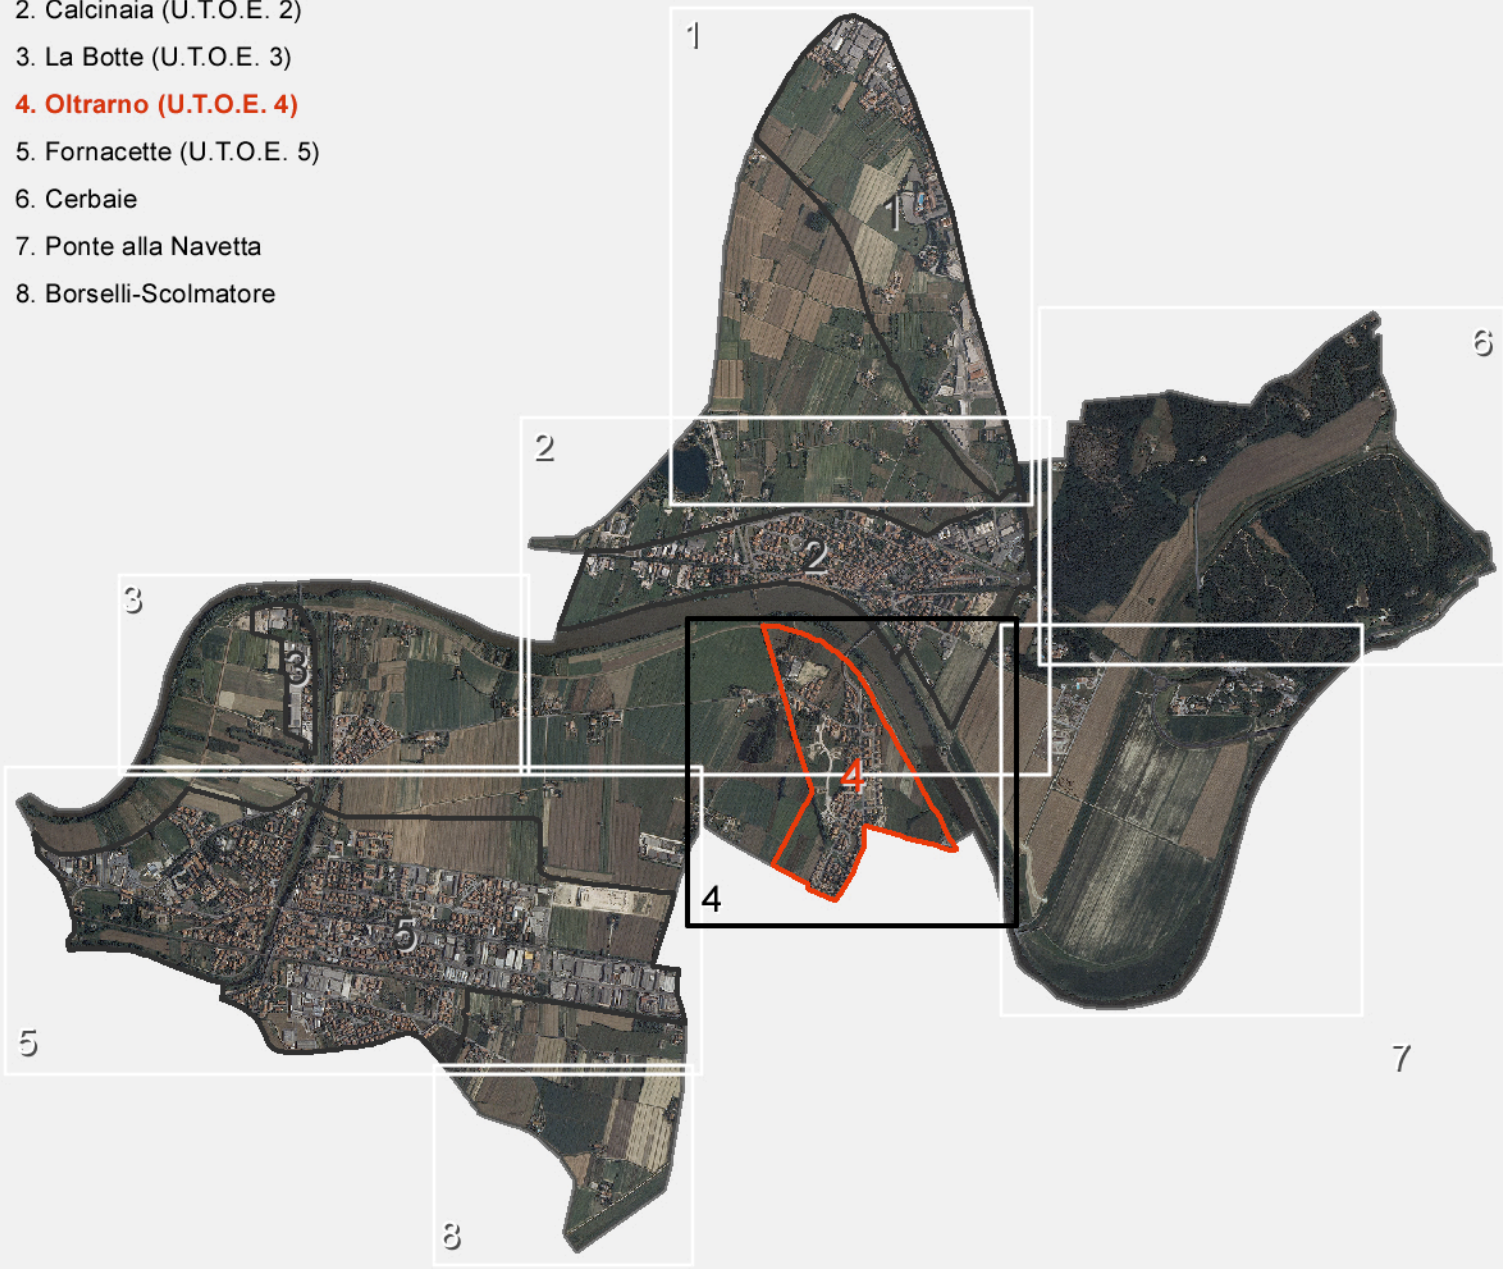 2. Calcinaia (U.T.O.E. 2)
3. La Botte (U.T.O.E. 3)
4. Oltrarno (U.T.O.E. 4)
5. Fornacette (U.T.O.E. 5)
6. Cerbaie
7. Ponte alla Navetta
8. Borselli-Scolmatore
1
1
6
2
2
3
3
4
4
5
5
7
8